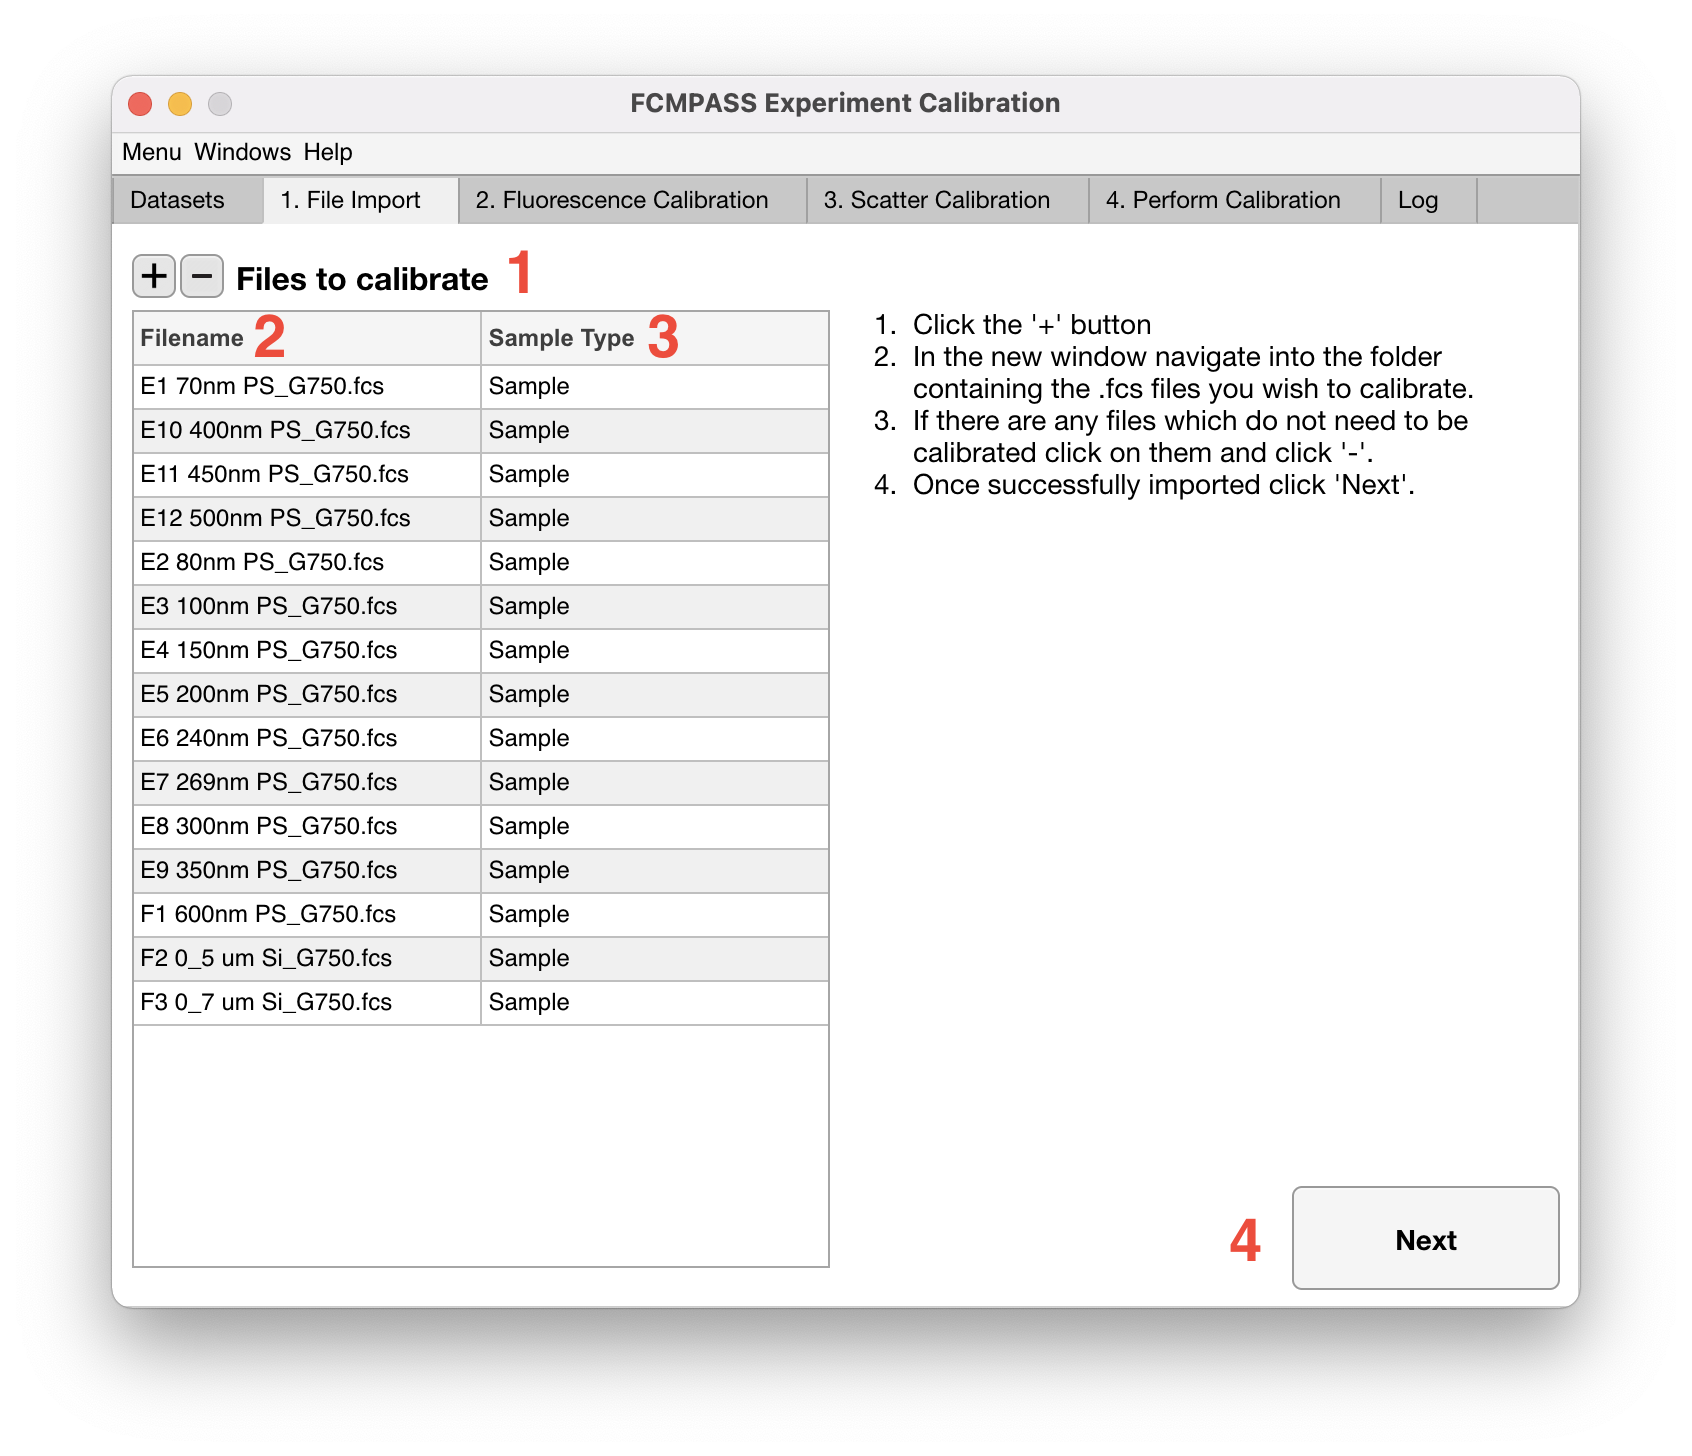 FCMPASS Experiment Calibration
Menu Windows Help
Datasets 1. File Import 2. Fluorescence Calibration 3. Scatter Calibration 4. Perform Calibration Log
+ − Files to calibrate 1
Filename 2 Sample Type 3
E1 70nm PS_G750.fcs Sample
E10 400nm PS_G750.fcs Sample
E11 450nm PS_G750.fcs Sample
E12 500nm PS_G750.fcs Sample
E2 80nm PS_G750.fcs Sample
E3 100nm PS_G750.fcs Sample
E4 150nm PS_G750.fcs Sample
E5 200nm PS_G750.fcs Sample
E6 240nm PS_G750.fcs Sample
E7 269nm PS_G750.fcs Sample
E8 300nm PS_G750.fcs Sample
E9 350nm PS_G750.fcs Sample
F1 600nm PS_G750.fcs Sample
F2 0_5 um Si_G750.fcs Sample
F3 0_7 um Si_G750.fcs Sample
1. Click the '+' button
2. In the new window navigate into the folder
containing the .fcs files you wish to calibrate.
3. If there are any files which do not need to be
calibrated click on them and click '-'.
4. Once successfully imported click 'Next'.
4 Next